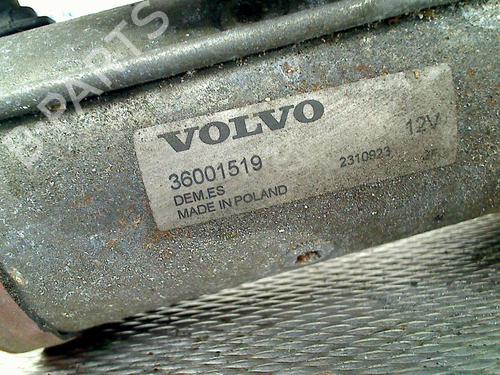 PARTS
VOLVO
12V
36001519
2310923
DEM.ES
MADE IN POLAND